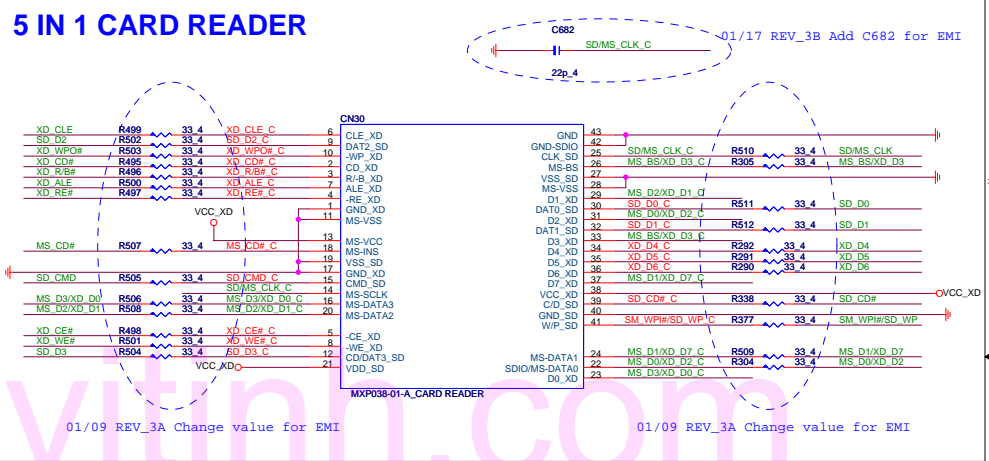 5 IN 1 CARD READER
C682
SD/MS_CLK_C
22p_4
01/17 REV_3B Add C682 for EMI
CN30
XD_CLE R499 33_4 XD_CLE_C 6 CLE_XD
SD_D2 R502 33_4 SD_D2_C 9 DAT2_SD
XD_WPO# R503 33_4 XD_WPO#_C 10 -WP_XD
XD_CD# R495 33_4 XD_CD#_C 2 CD_XD
XD_R/B# R496 33_4 XD_R/B#_C 3 R/-B_XD
XD_ALE R500 33_4 XD_ALE_C 7 ALE_XD
XD_RE# R497 33_4 XD_RE#_C 4 -RE_XD
1 GND_XD
VCC_XD 11 MS-VSS
13 MS-VCC
MS_CD# R507 33_4 MS_CD#_C 18 MS-INS
19 VSS_SD
17 GND_XD
SD_CMD R505 33_4 SD_CMD_C 15 CMD_SD
SD/MS_CLK_C 14 MS-SCLK
MS_D3/XD_D0 R506 33_4 MS_D3/XD_D0_C 16 MS-DATA3
MS_D2/XD_D1 R508 33_4 MS_D2/XD_D1_C 20 MS-DATA2
XD_CE# R498 33_4 XD_CE#_C 5 -CE_XD
XD_WE# R501 33_4 XD_WE#_C 8 -WE_XD
SD_D3 R504 33_4 SD_D3_C 12 CD/DAT3_SD
VCC_XD 21 VDD_SD
GND 43
GND-SDIO 42
CLK_SD 25 SD/MS_CLK_C R510 33_4 SD/MS_CLK
MS-BS 26 MS_BS/XD_D3_C R305 33_4 MS_BS/XD_D3
VSS_SD 27
MS-VSS 28
D1_XD 29 MS_D2/XD_D1_C
DAT0_SD 30 SD_D0_C R511 33_4 SD_D0
D2_XD 31 MS_D0/XD_D2_C
DAT1_SD 32 SD_D1_C R512 33_4 SD_D1
D3_XD 33 MS_BS/XD_D3_C
D4_XD 34 XD_D4_C R292 33_4 XD_D4
D5_XD 35 XD_D5_C R291 33_4 XD_D5
D6_XD 36 XD_D6_C R290 33_4 XD_D6
D7_XD 37 MS_D1/XD_D7_C
VCC_XD 38 VCC_XD
C/D_SD 39 SD_CD#_C R338 33_4 SD_CD#
GND_SD 40
W/P_SD 41 SM_WPI#/SD_WP_C R377 33_4 SM_WPI#/SD_WP
MS-DATA1 24 MS_D1/XD_D7_C R509 33_4 MS_D1/XD_D7
SDIO/MS-DATA0 22 MS_D0/XD_D2_C R304 33_4 MS_D0/XD_D2
D0_XD 23 MS_D3/XD_D0_C
MXP038-01-A_CARD READER
01/09 REV_3A Change value for EMI
01/09 REV_3A Change value for EMI
vitinh.com